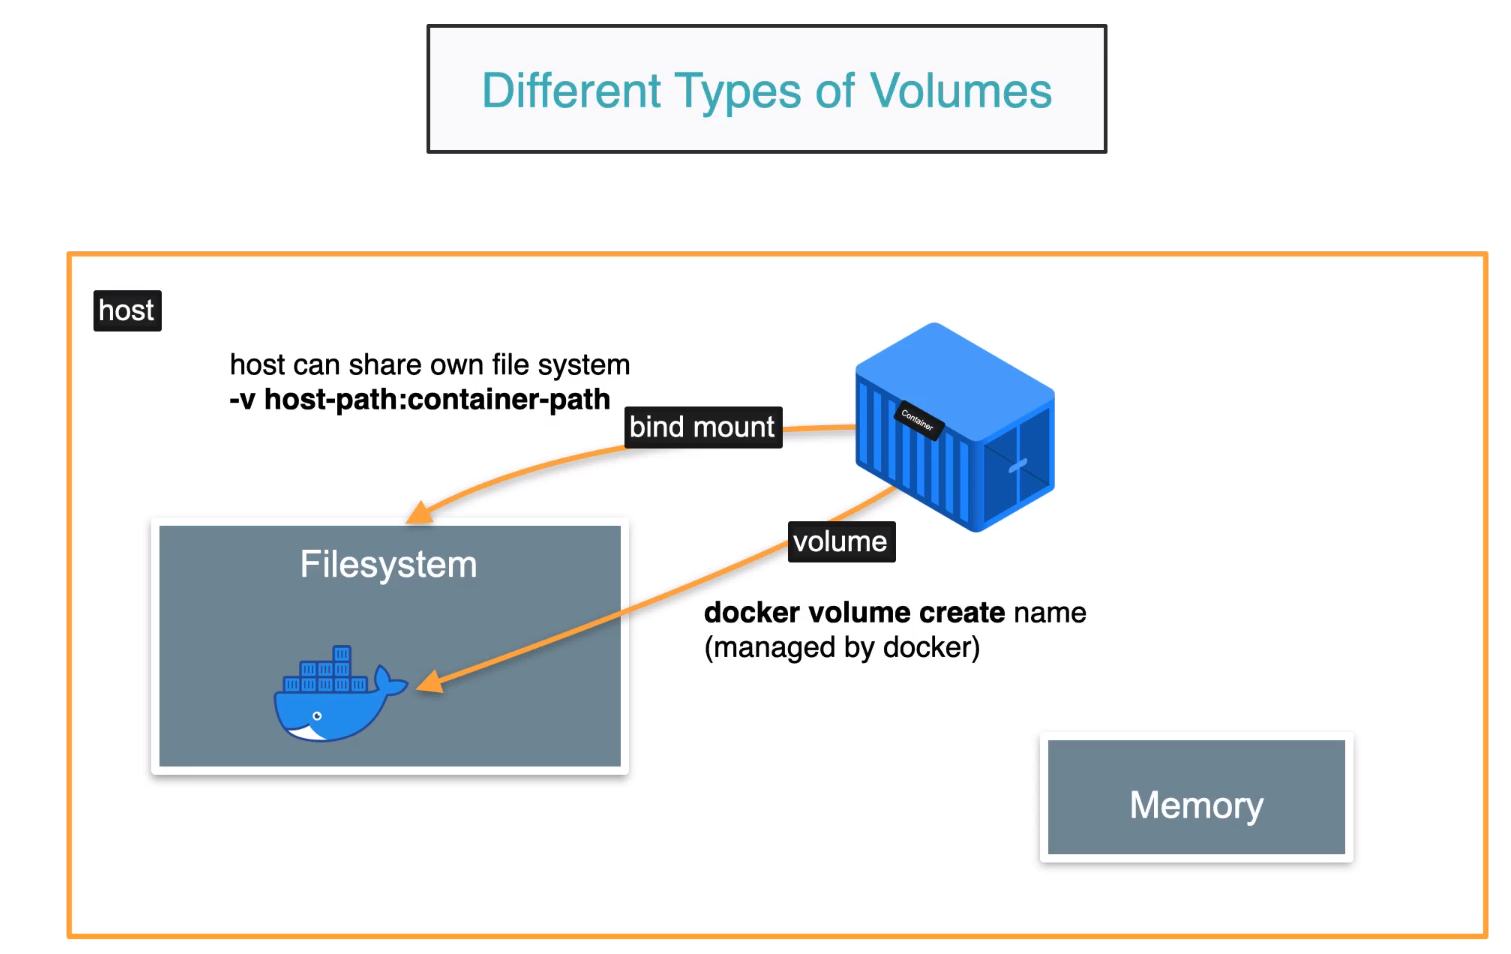 Different Types of Volumes
host
host can share own file system
-v host-path:container-path
bind mount
Container
Filesystem
volume
docker volume create name
(managed by docker)
Memory